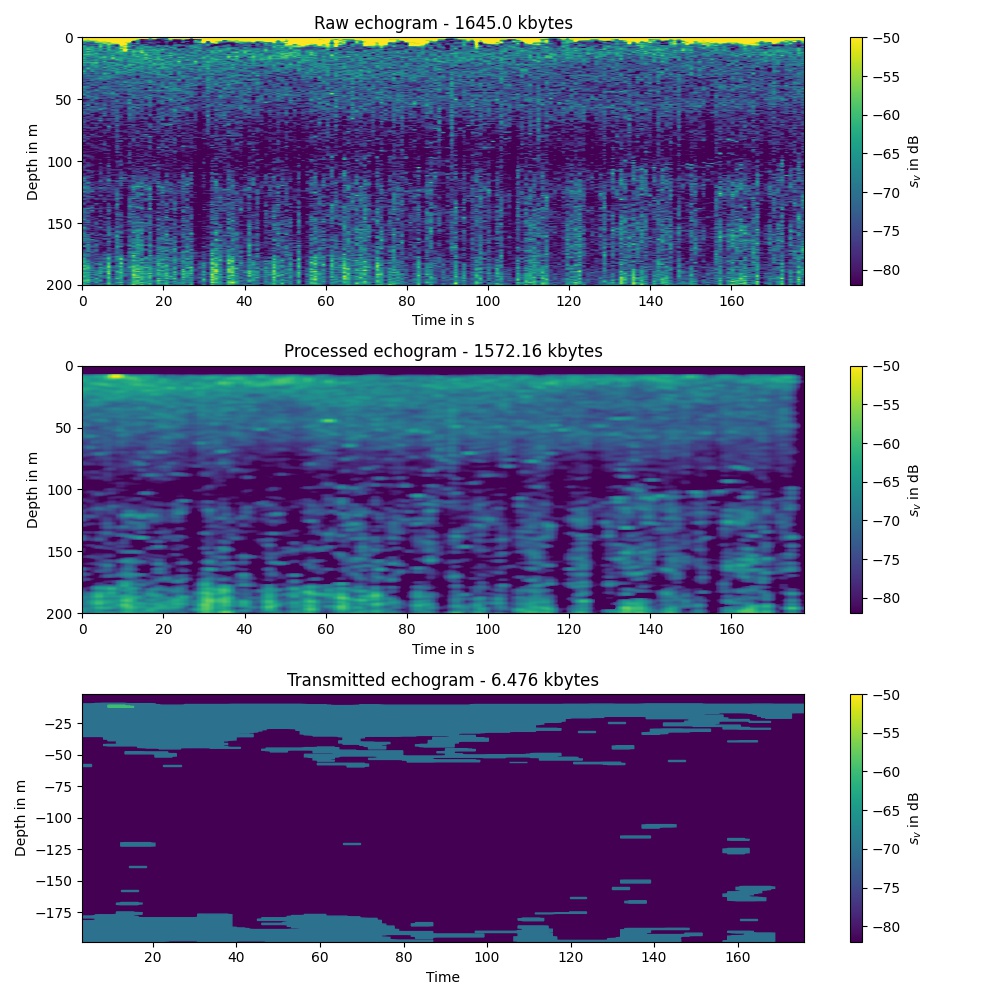 Raw echogram - 1645.0 kbytes
0
50
100
150
200
Depth in m
0 20 40 60 80 100 120 140 160
Time in s
−50
−55
−60
−65
−70
−75
−80
sv in dB
Processed echogram - 1572.16 kbytes
0
50
100
150
200
Depth in m
0 20 40 60 80 100 120 140 160
Time in s
−50
−55
−60
−65
−70
−75
−80
sv in dB
Transmitted echogram - 6.476 kbytes
−25
−50
−75
−100
−125
−150
−175
Depth in m
20 40 60 80 100 120 140 160
Time
−50
−55
−60
−65
−70
−75
−80
sv in dB